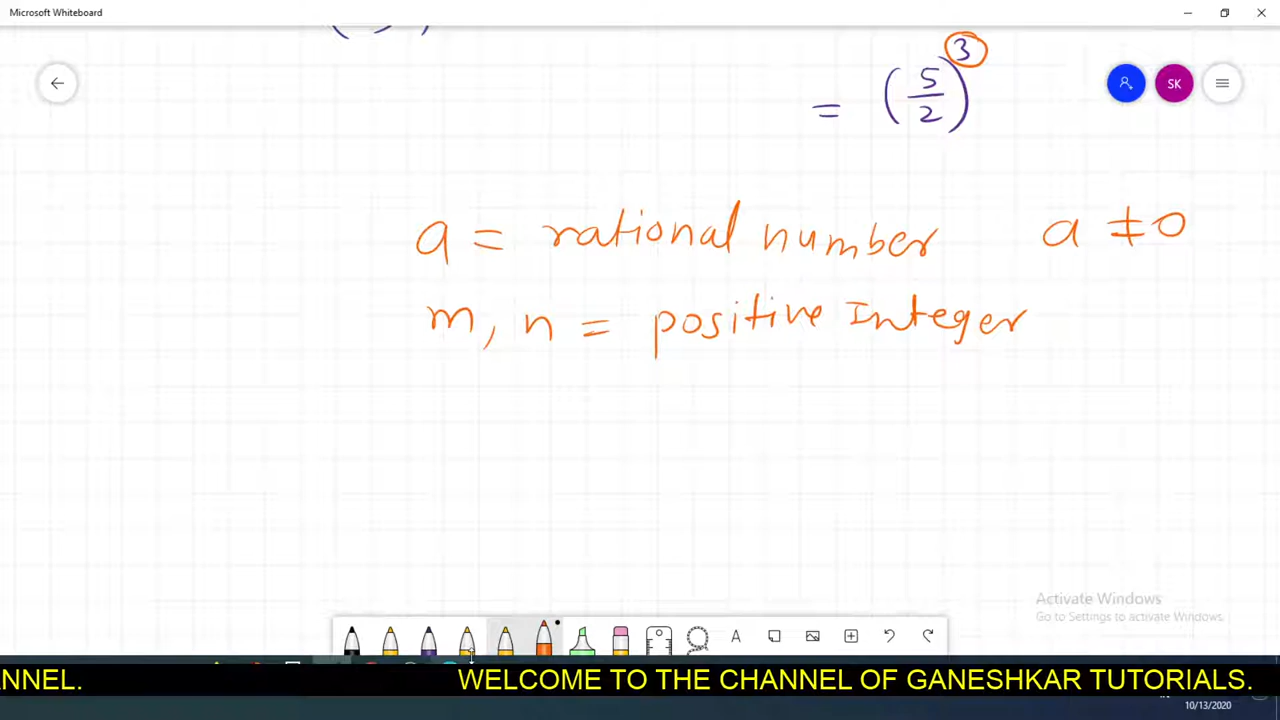 Microsoft Whiteboard
= (5/2)^3
SK
a = rational number a ≠ 0
m, n = positive Integer
Activate Windows
Go to Settings to activate Windows.
A
ANNEL. WELCOME TO THE CHANNEL OF GANESHKAR TUTORIALS.
10/13/2020